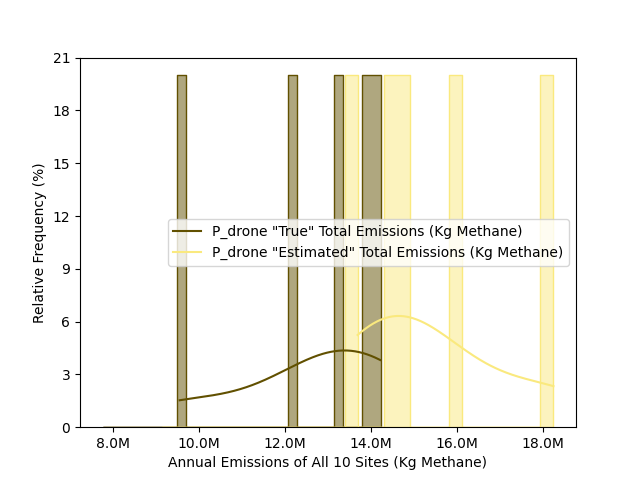 21
18
15
12
9
6
3
0
Relative Frequency (%)
P_drone "True" Total Emissions (Kg Methane)
P_drone "Estimated" Total Emissions (Kg Methane)
8.0M 10.0M 12.0M 14.0M 16.0M 18.0M
Annual Emissions of All 10 Sites (Kg Methane)